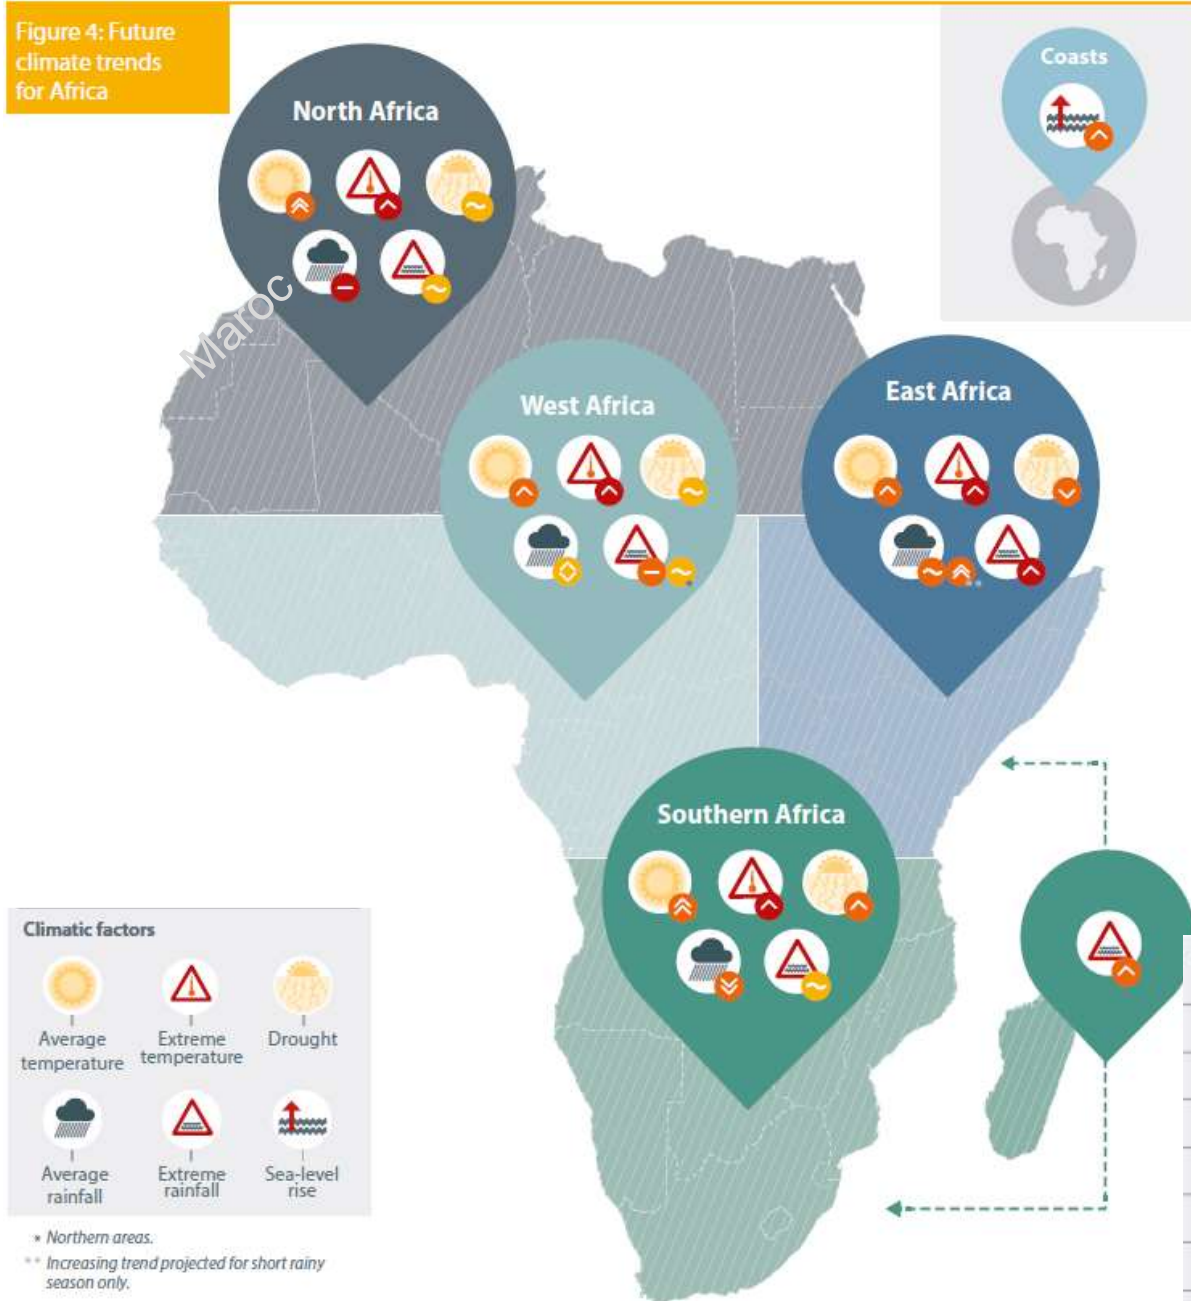 Figure 4: Future
climate trends
for Africa
Coasts
North Africa
Maroc
West Africa
East Africa
Southern Africa
Climatic factors
Average
temperature
Extreme
temperature
Drought
Average
rainfall
Extreme
rainfall
Sea-level
rise
* Northern areas.
** Increasing trend projected for short rainy
season only.